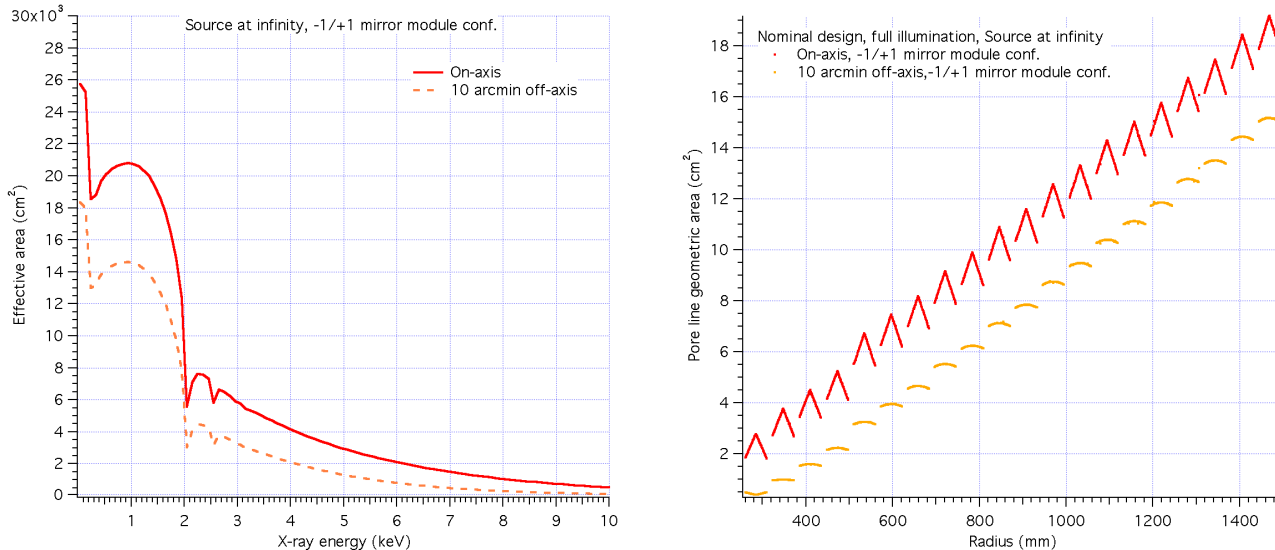 Source at infinity, -1/+1 mirror module conf.
On-axis
10 arcmin off-axis
Effective area (cm²)
30x10³
28
26
24
22
20
18
16
14
12
10
8
6
4
2
0
1 2 3 4 5 6 7 8 9 10
X-ray energy (keV)
Nominal design, full illumination, Source at infinity
On-axis, -1/+1 mirror module conf.
10 arcmin off-axis,-1/+1 mirror module conf.
Pore line geometric area (cm²)
18
16
14
12
10
8
6
4
2
400 600 800 1000 1200 1400
Radius (mm)